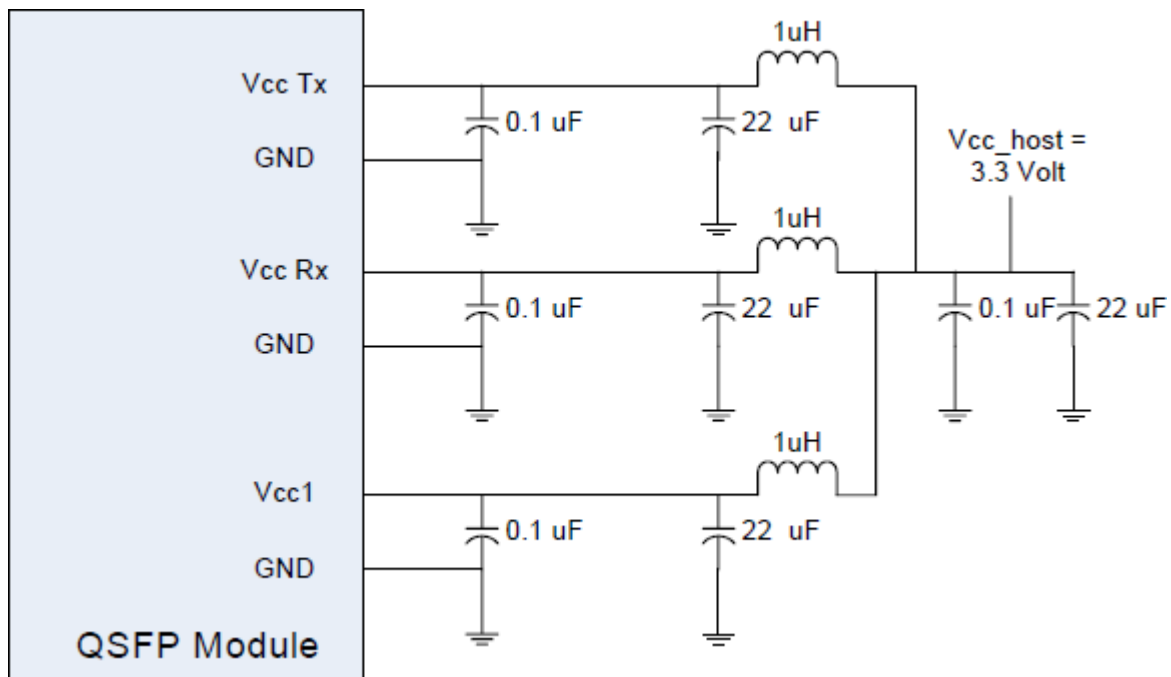 1uH
Vcc Tx
0.1 uF
22 uF
GND
Vcc_host =
3.3 Volt
1uH
Vcc Rx
0.1 uF
22 uF
0.1 uF
22 uF
GND
1uH
Vcc1
0.1 uF
22 uF
GND
QSFP Module